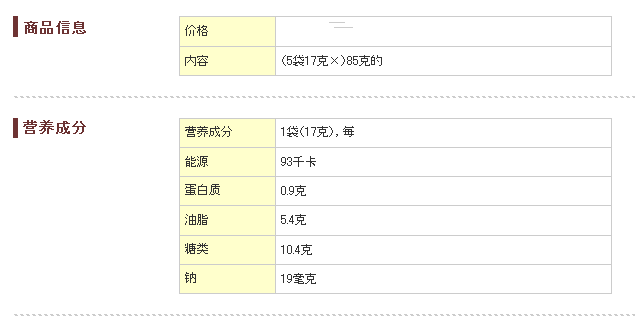 商品信息
价格
内容 (5袋17克×)85克的
营养成分
营养成分 1袋(17克), 每
能源 93千卡
蛋白质 0.9克
油脂 5.4克
糖类 10.4克
钠 19毫克